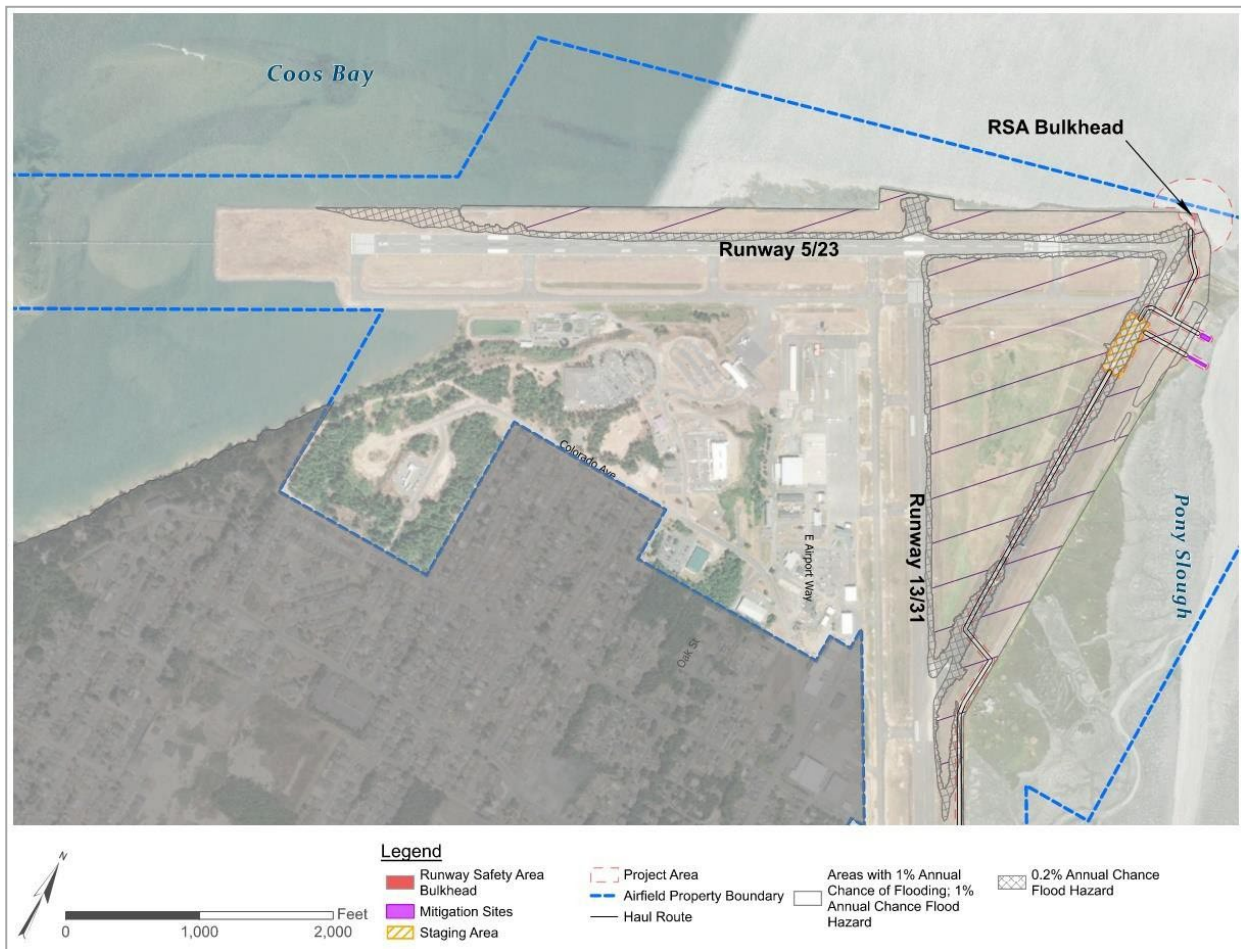 Coos Bay
RSA Bulkhead
Runway 5/23
Colorado Ave
E Airport Way
Runway 13/31
Pony Slough
Oak St
N
Feet
0
1,000
2,000
Legend
Runway Safety Area
Bulkhead
Mitigation Sites
Staging Area
Project Area
Airfield Property Boundary
Haul Route
Areas with 1% Annual
Chance of Flooding; 1%
Annual Chance Flood
Hazard
0.2% Annual Chance
Flood Hazard